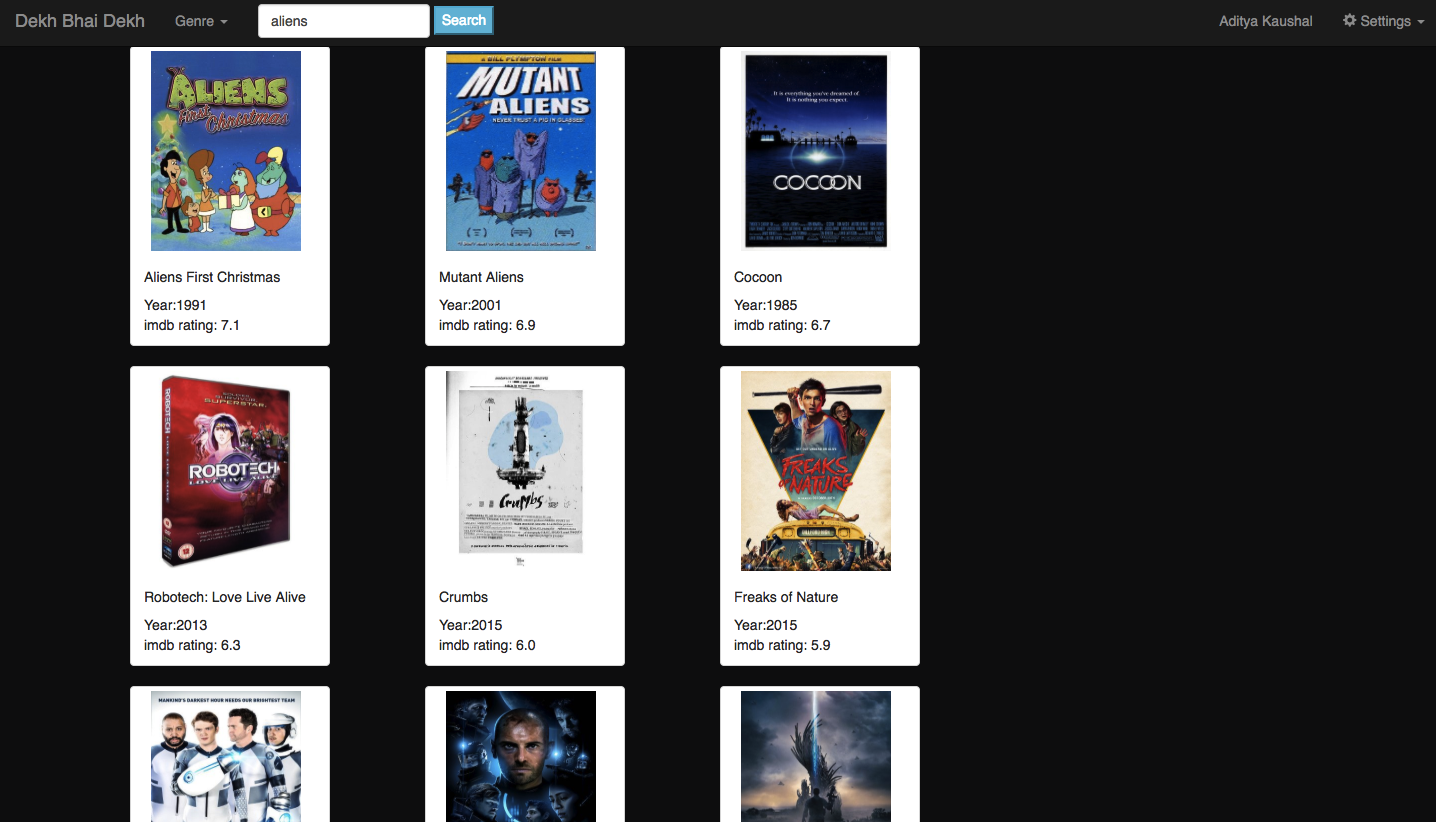 Dekh Bhai Dekh
Genre
aliens
Search
Aditya Kaushal
Settings
ALIENS
First
Christmas
A BILL PLYMPTON FILM
MUTANT
ALIENS
NEVER TRUST A PIG IN GLASSES!
It is everything you've dreamed of.
It is nothing you expect.
COCOON
Aliens First Christmas
Year:1991
imdb rating: 7.1
Mutant Aliens
Year:2001
imdb rating: 6.9
Cocoon
Year:1985
imdb rating: 6.7
ROBOTECH
SUPERSTAR.
ROBOTECH
LOVE LIVE ALIVE
Crumbs
FREAKS
OF NATURE
Robotech: Love Live Alive
Year:2013
imdb rating: 6.3
Crumbs
Year:2015
imdb rating: 6.0
Freaks of Nature
Year:2015
imdb rating: 5.9
MANKIND'S DARKEST HOUR NEEDS OUR BRIGHTEST TEAM